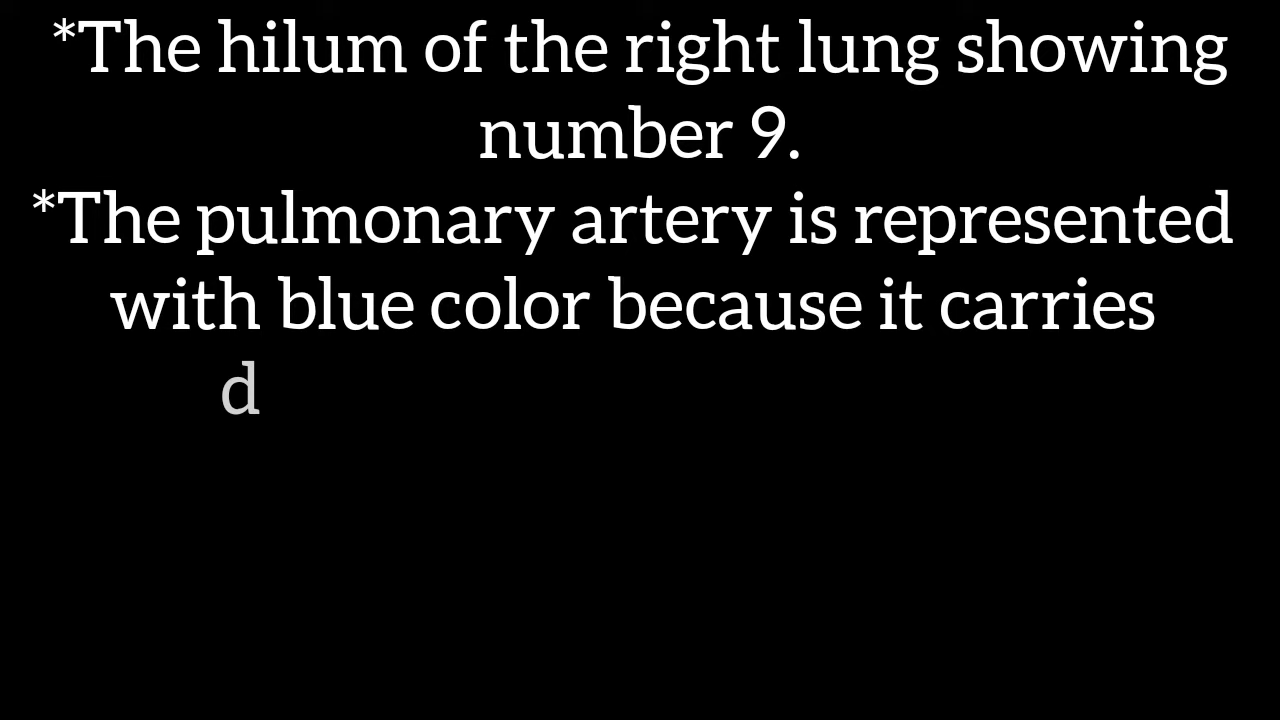 *The hilum of the right lung showing
number 9.
*The pulmonary artery is represented
with blue color because it carries
d